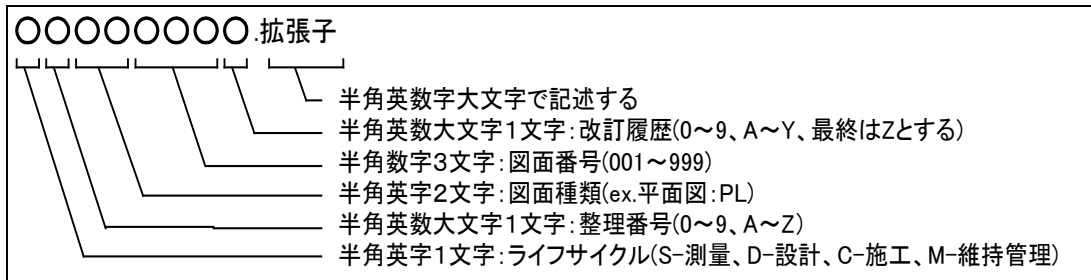 ○○○○○○○○.拡張子
半角英数字大文字で記述する
半角英数大文字1文字:改訂履歴(0～9、A～Y、最終はZとする)
半角数字3文字:図面番号(001～999)
半角英字2文字:図面種類(ex.平面図:PL)
半角英数大文字1文字:整理番号(0～9、A～Z)
半角英字1文字:ライフサイクル(S-測量、D-設計、C-施工、M-維持管理)